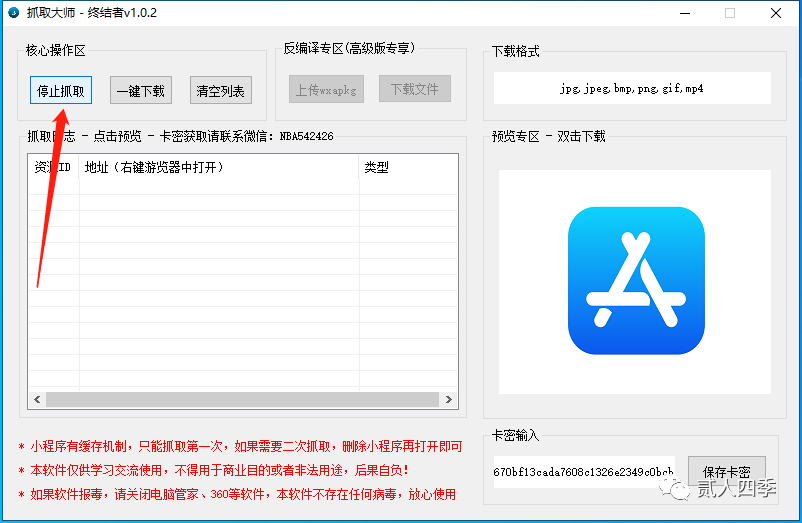 抓取大师 - 终结者v1.0.2
核心操作区
停止抓取
一键下载
清空列表
反编译专区(高级版专享)
上传wxapkg
下载文件
下载格式
jpg,jpeg,bmp,png,gif,mp4
抓取日志 - 点击预览 - 卡密获取请联系微信: NBA542426
资源ID
地址（右键游览器中打开）
类型
预览专区 - 双击下载
* 小程序有缓存机制，只能抓取第一次，如果需要二次抓取，删除小程序再打开即可
* 本软件仅供学习交流使用，不得用于商业目的或者非法用途，后果自负！
* 如果软件报毒，请关闭电脑管家、360等软件，本软件不存在任何病毒，放心使用
卡密输入
670bf13cada7608c1326e2349c0bcb
保存卡密
贰人四季